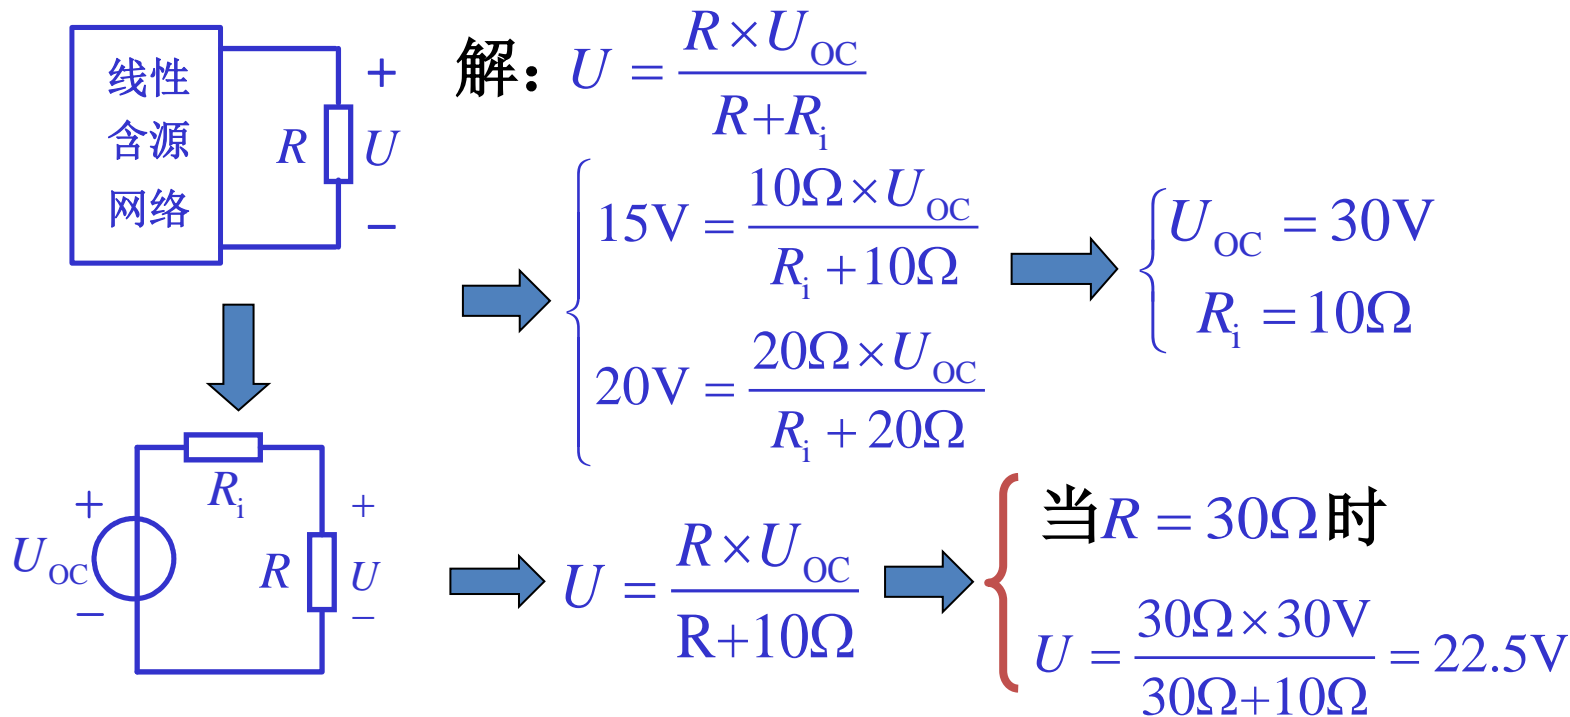 线性
含源
网络
R
+
U
−
解：U = R×U_OC / R+R_i
15V = 10Ω×U_OC / R_i+10Ω
20V = 20Ω×U_OC / R_i+20Ω
U_OC = 30V
R_i = 10Ω
R_i
+
U_OC
−
R
+
U
−
U = R×U_OC / R+10Ω
当R = 30Ω时
U = 30Ω×30V / 30Ω+10Ω = 22.5V